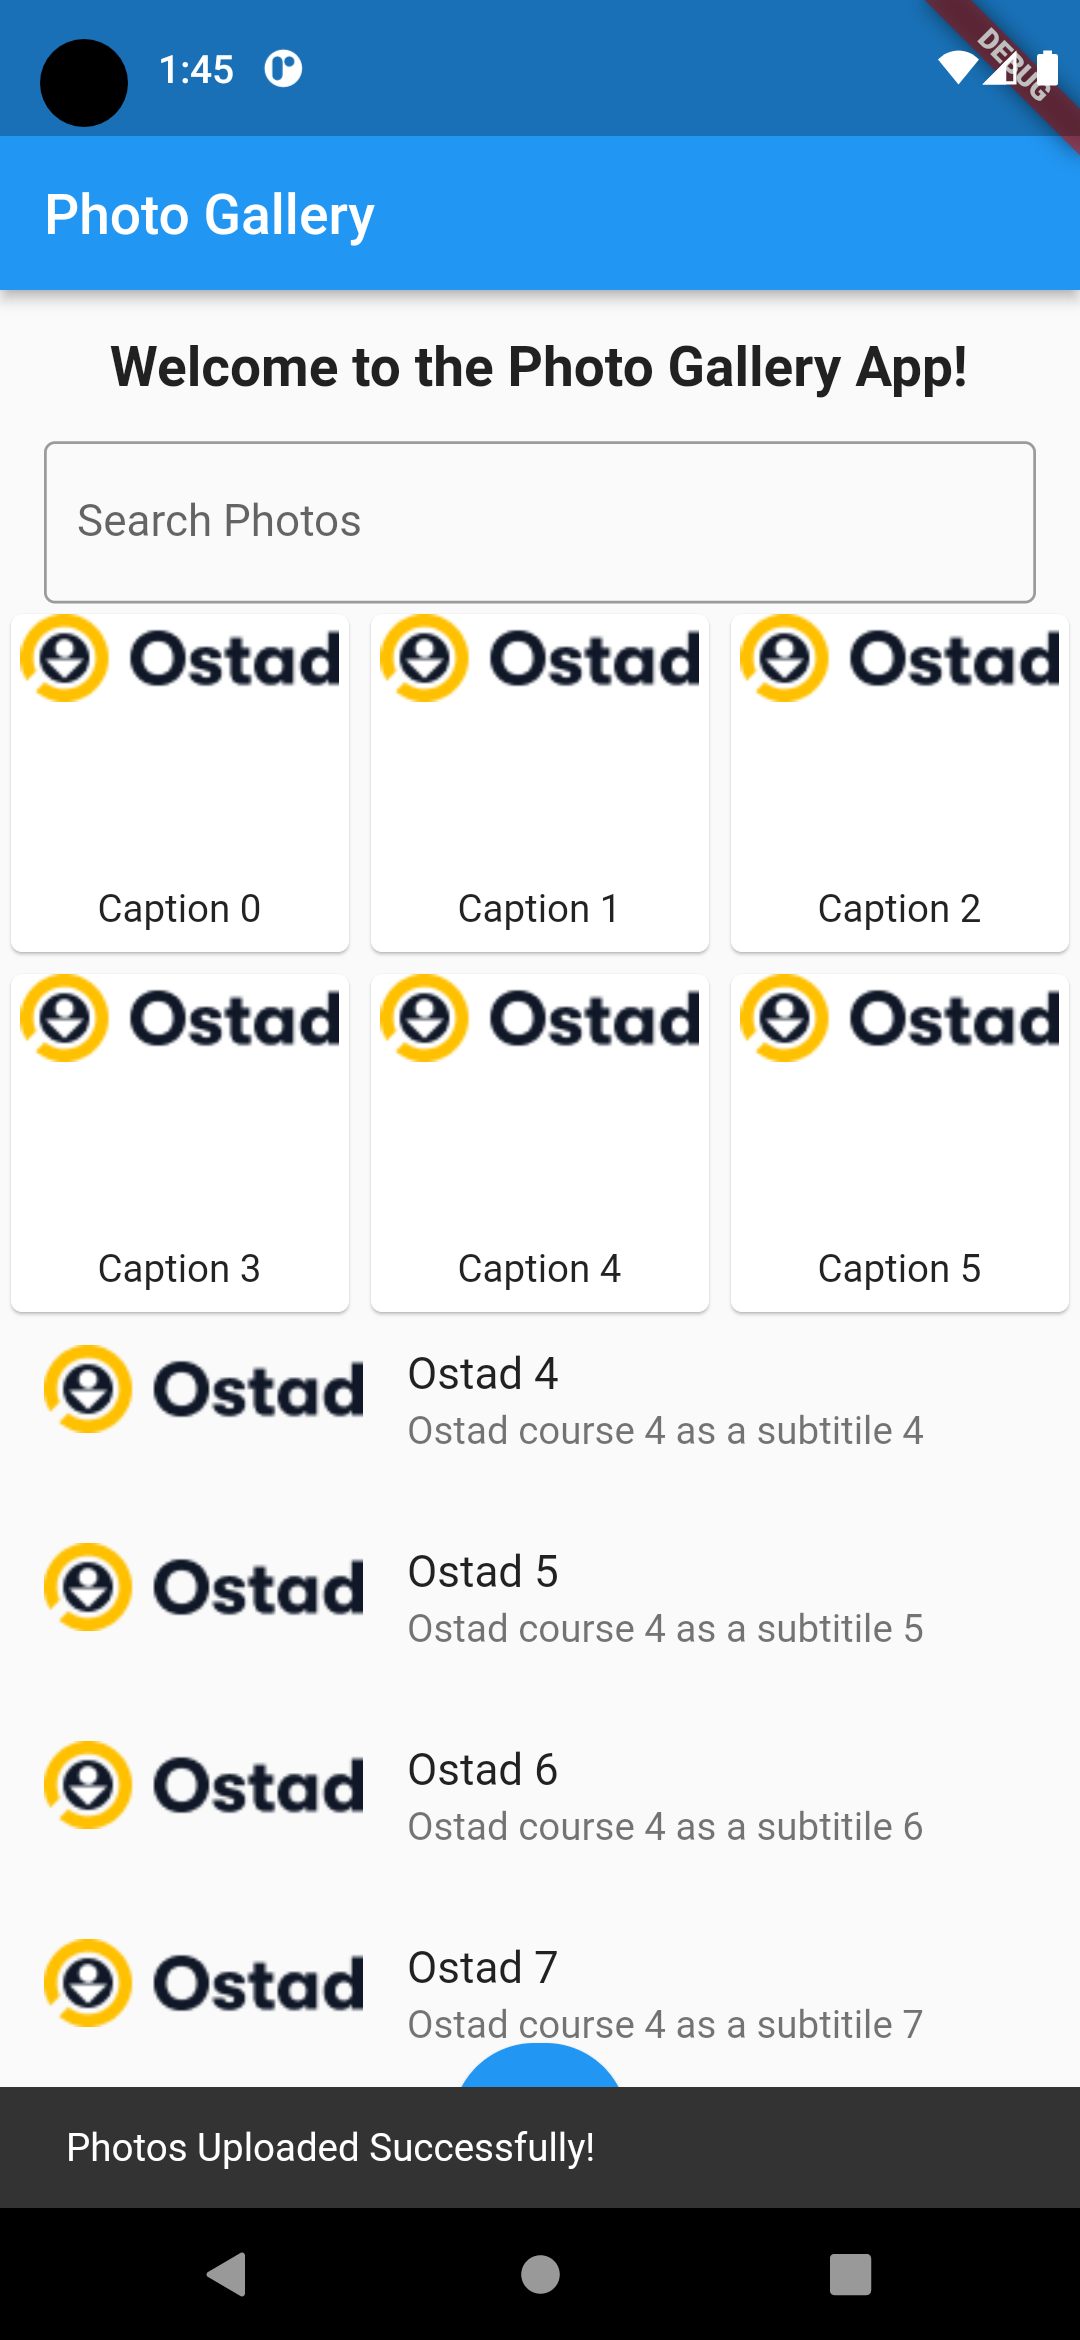 1:45
DEBUG
Photo Gallery
Welcome to the Photo Gallery App!
Search Photos
Ostad Ostad Ostad
Caption 0 Caption 1 Caption 2
Ostad Ostad Ostad
Caption 3 Caption 4 Caption 5
Ostad
Ostad 4
Ostad course 4 as a subtitile 4
Ostad
Ostad 5
Ostad course 4 as a subtitile 5
Ostad
Ostad 6
Ostad course 4 as a subtitile 6
Ostad
Ostad 7
Ostad course 4 as a subtitile 7
Photos Uploaded Successfully!